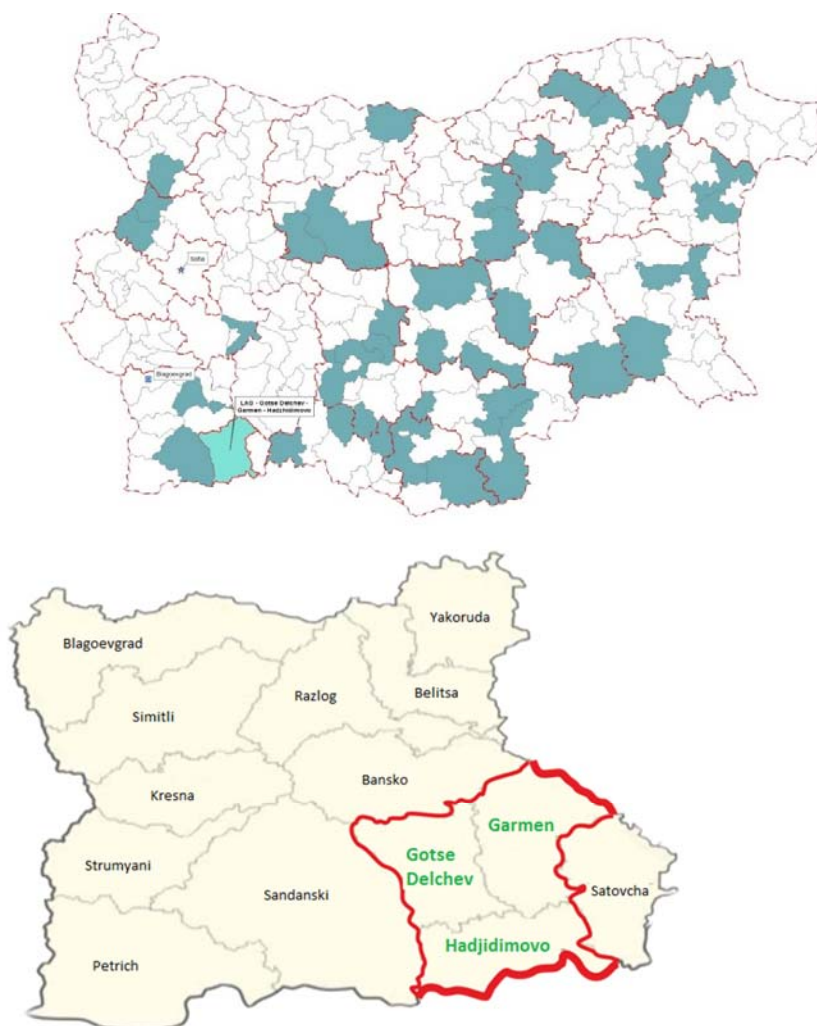 Sofia
Blagoevgrad
LAG - Gotse Delchev -
Garmen - Hadzhidimovo
Yakoruda
Blagoevgrad
Belitsa
Razlog
Simitli
Bansko
Kresna
Garmen
Gotse
Delchev
Strumyani
Satovcha
Sandanski
Hadjidimovo
Petrich